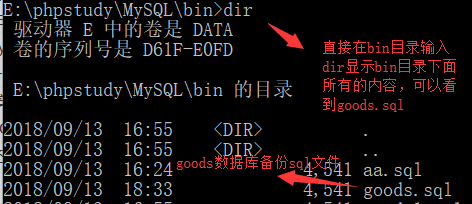 E:\phpstudy\MySQL\bin>dir
驱动器 E 中的卷是 DATA
卷的序列号是 D61F-E0FD
直接在bin目录输入
dir显示bin目录下面
所有的内容，可以看
到goods.sql
E:\phpstudy\MySQL\bin 的目录
2018/09/13 16:55 <DIR> .
2018/09/13 16:55 <DIR> ..
goods数据库备份sql文件
2018/09/13 16:24 4,541 aa.sql
2018/09/13 18:33 4,541 goods.sql